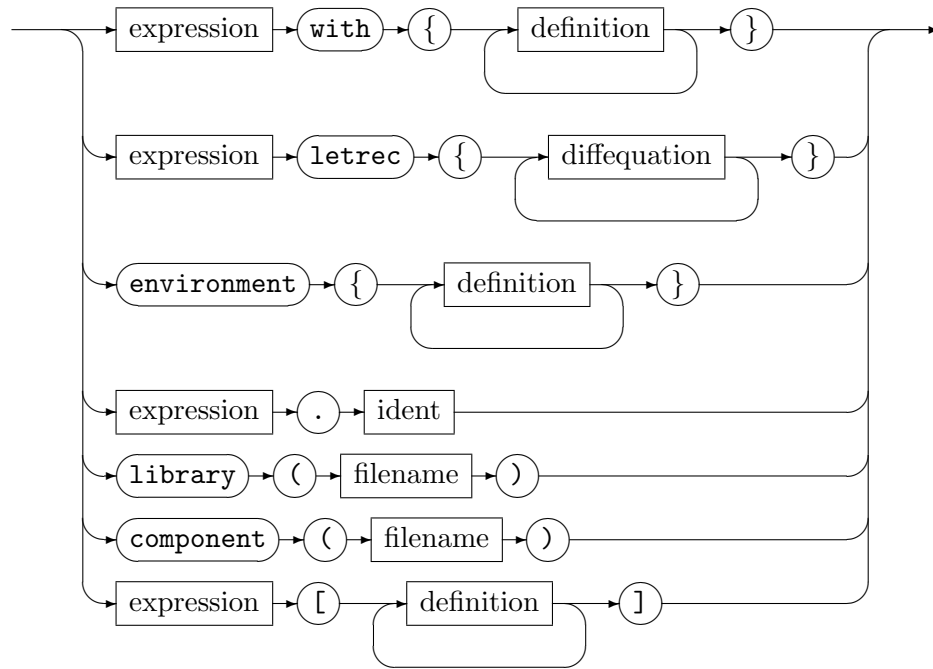 expression with { definition }
expression letrec { diffequation }
environment { definition }
expression . ident
library ( filename )
component ( filename )
expression [ definition ]